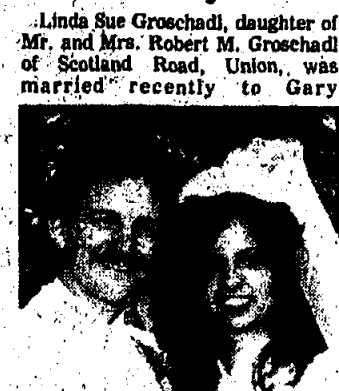 Linda Sue Groschadl, daughter of
Mr. and Mrs. Robert M. Groschadl
of Scotland Road, Union, was
married recently to Gary